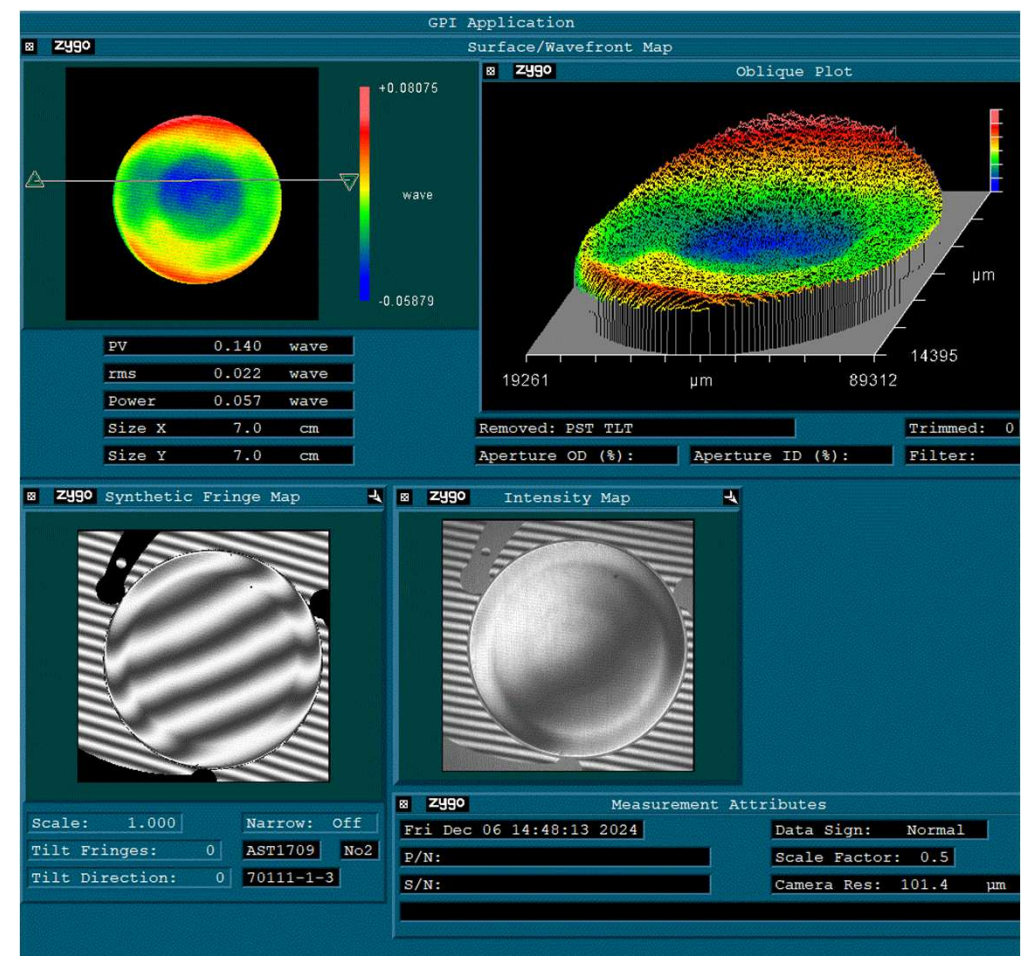 GPI Application
zygo Surface/Wavefront Map
+0.08075
wave
-0.05879
PV 0.140 wave
rms 0.022 wave
Power 0.057 wave
Size X 7.0 cm
Size Y 7.0 cm
zygo Oblique Plot
µm
14395
19261 µm 89312
Removed: PST TLT Trimmed: 0
Aperture OD (%): Aperture ID (%): Filter:
zygo Synthetic Fringe Map
Scale: 1.000 Narrow: Off
Tilt Fringes: 0 AST1709 No2
Tilt Direction: 0 70111-1-3
zygo Intensity Map
zygo Measurement Attributes
Fri Dec 06 14:48:13 2024 Data Sign: Normal
P/N: Scale Factor: 0.5
S/N: Camera Res: 101.4 µm